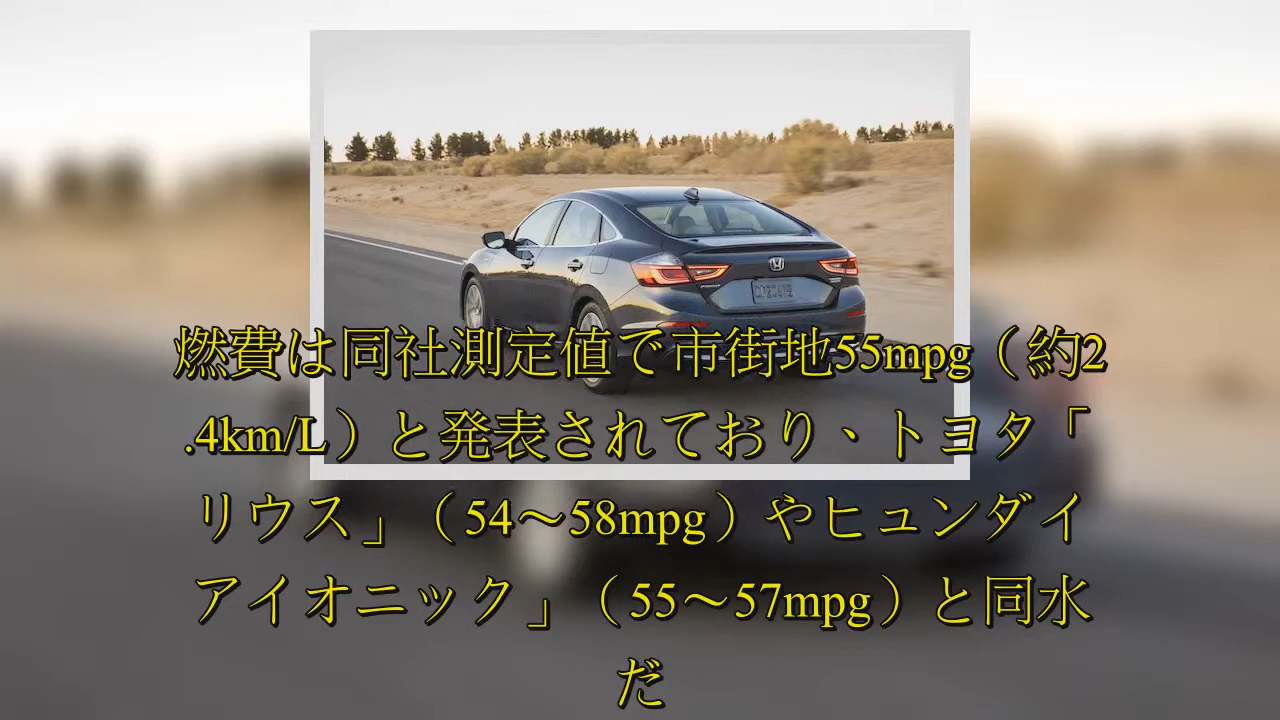 燃費は同社測定値で市街地55mpg（約2
.4km/L）と発表されており、トヨタ「
リウス」（54～58mpg）やヒュンダイ
アイオニック」（55～57mpg）と同水
だ